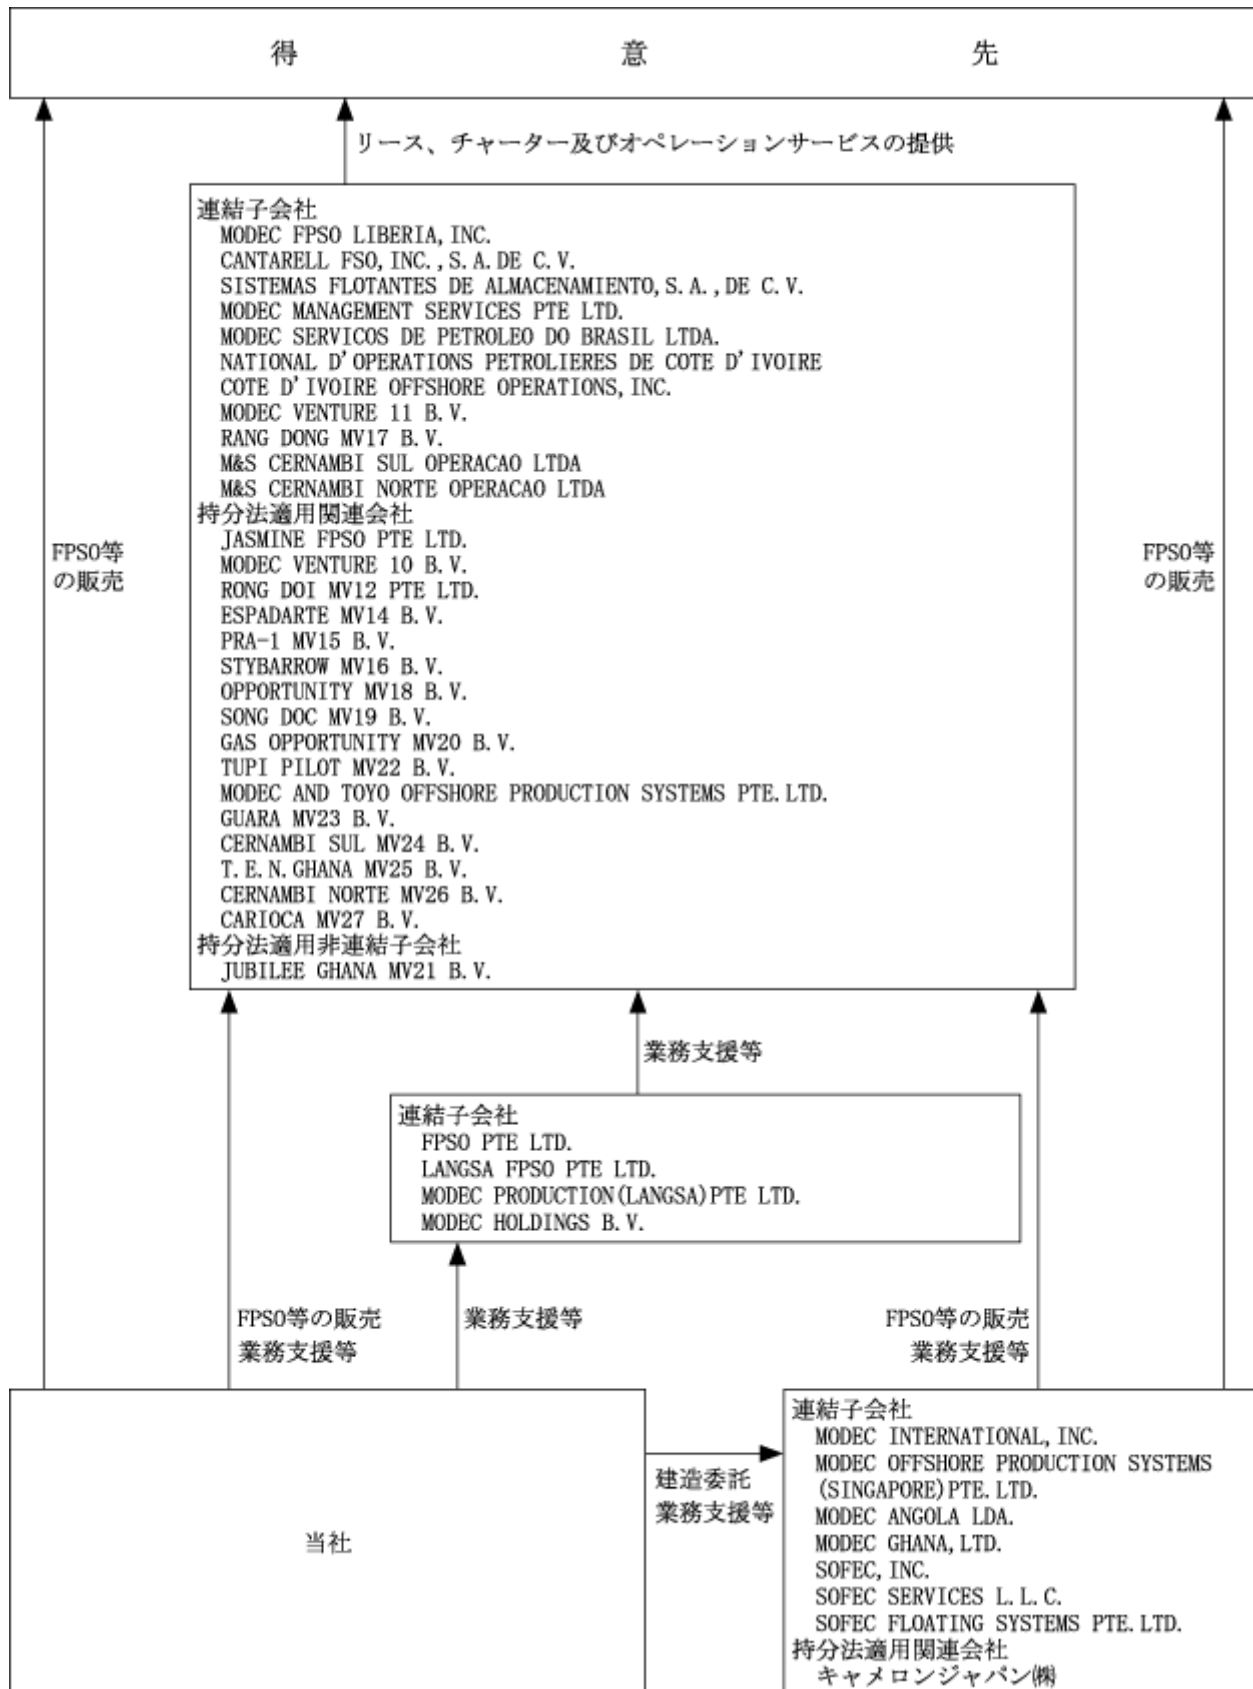 得意先
リース、チャーター及びオペレーションサービスの提供
連結子会社
MODEC FPSO LIBERIA,INC.
CANTARELL FSO,INC.,S.A.DE C.V.
SISTEMAS FLOTANTES DE ALMACENAMIENTO,S.A.,DE C.V.
MODEC MANAGEMENT SERVICES PTE LTD.
MODEC SERVICOS DE PETROLEO DO BRASIL LTDA.
NATIONAL D'OPERATIONS PETROLIERES DE COTE D'IVOIRE
COTE D'IVOIRE OFFSHORE OPERATIONS,INC.
MODEC VENTURE 11 B.V.
RANG DONG MV17 B.V.
M&S CERNAMBI SUL OPERACAO LTDA
M&S CERNAMBI NORTE OPERACAO LTDA
持分法適用関連会社
JASMINE FPSO PTE LTD.
MODEC VENTURE 10 B.V.
RONG DOI MV12 PTE LTD.
ESPADARTE MV14 B.V.
PRA-1 MV15 B.V.
STYBARROW MV16 B.V.
OPPORTUNITY MV18 B.V.
SONG DOC MV19 B.V.
GAS OPPORTUNITY MV20 B.V.
TUPI PILOT MV22 B.V.
MODEC AND TOYO OFFSHORE PRODUCTION SYSTEMS PTE.LTD.
GUARA MV23 B.V.
CERNAMBI SUL MV24 B.V.
T.E.N.GHANA MV25 B.V.
CERNAMBI NORTE MV26 B.V.
CARIOCA MV27 B.V.
持分法適用非連結子会社
JUBILEE GHANA MV21 B.V.
FPSO等
の販売
FPSO等
の販売
業務支援等
連結子会社
FPSO PTE LTD.
LANGSA FPSO PTE LTD.
MODEC PRODUCTION(LANGSA)PTE LTD.
MODEC HOLDINGS B.V.
FPSO等の販売
業務支援等
業務支援等
FPSO等の販売
業務支援等
当社
建造委託
業務支援等
連結子会社
MODEC INTERNATIONAL,INC.
MODEC OFFSHORE PRODUCTION SYSTEMS
(SINGAPORE)PTE.LTD.
MODEC ANGOLA LDA.
MODEC GHANA,LTD.
SOFEC,INC.
SOFEC SERVICES L.L.C.
SOFEC FLOATING SYSTEMS PTE.LTD.
持分法適用関連会社
キャメロンジャパン㈱